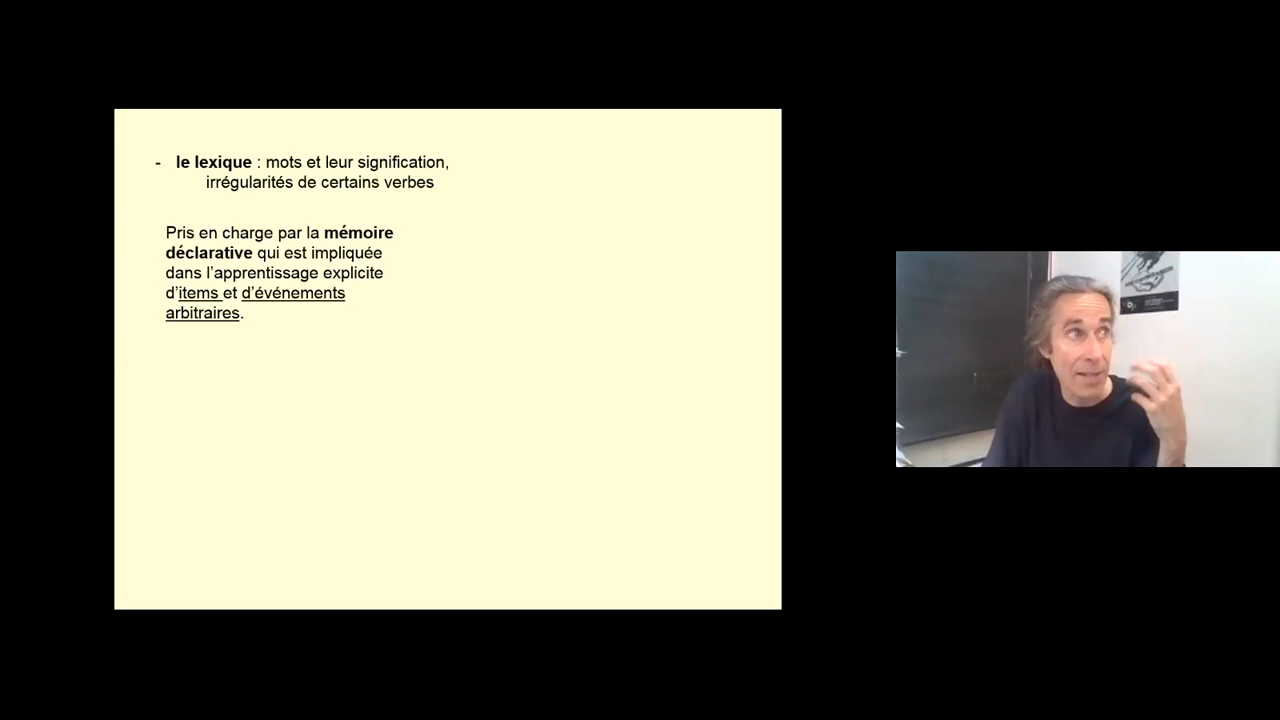 - le lexique : mots et leur signification,
irrégularités de certains verbes
Pris en charge par la mémoire
déclarative qui est impliquée
dans l’apprentissage explicite
d’items et d’événements
arbitraires.